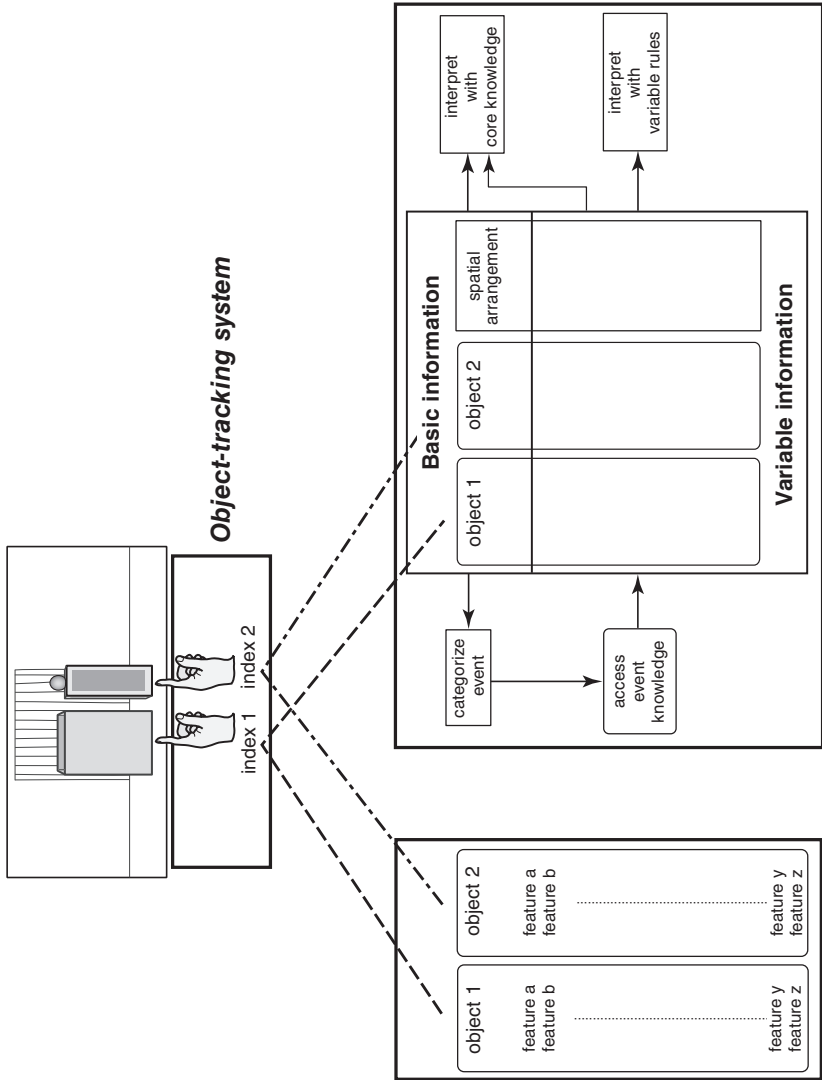 index 1
index 2
Object-tracking system
object 1
feature a
feature b
feature y
feature z
object 2
feature a
feature b
feature y
feature z
categorize
event
access
event
knowledge
Basic information
object 1
object 2
spatial
arrangement
Variable information
interpret
with
core knowledge
interpret
with
variable rules